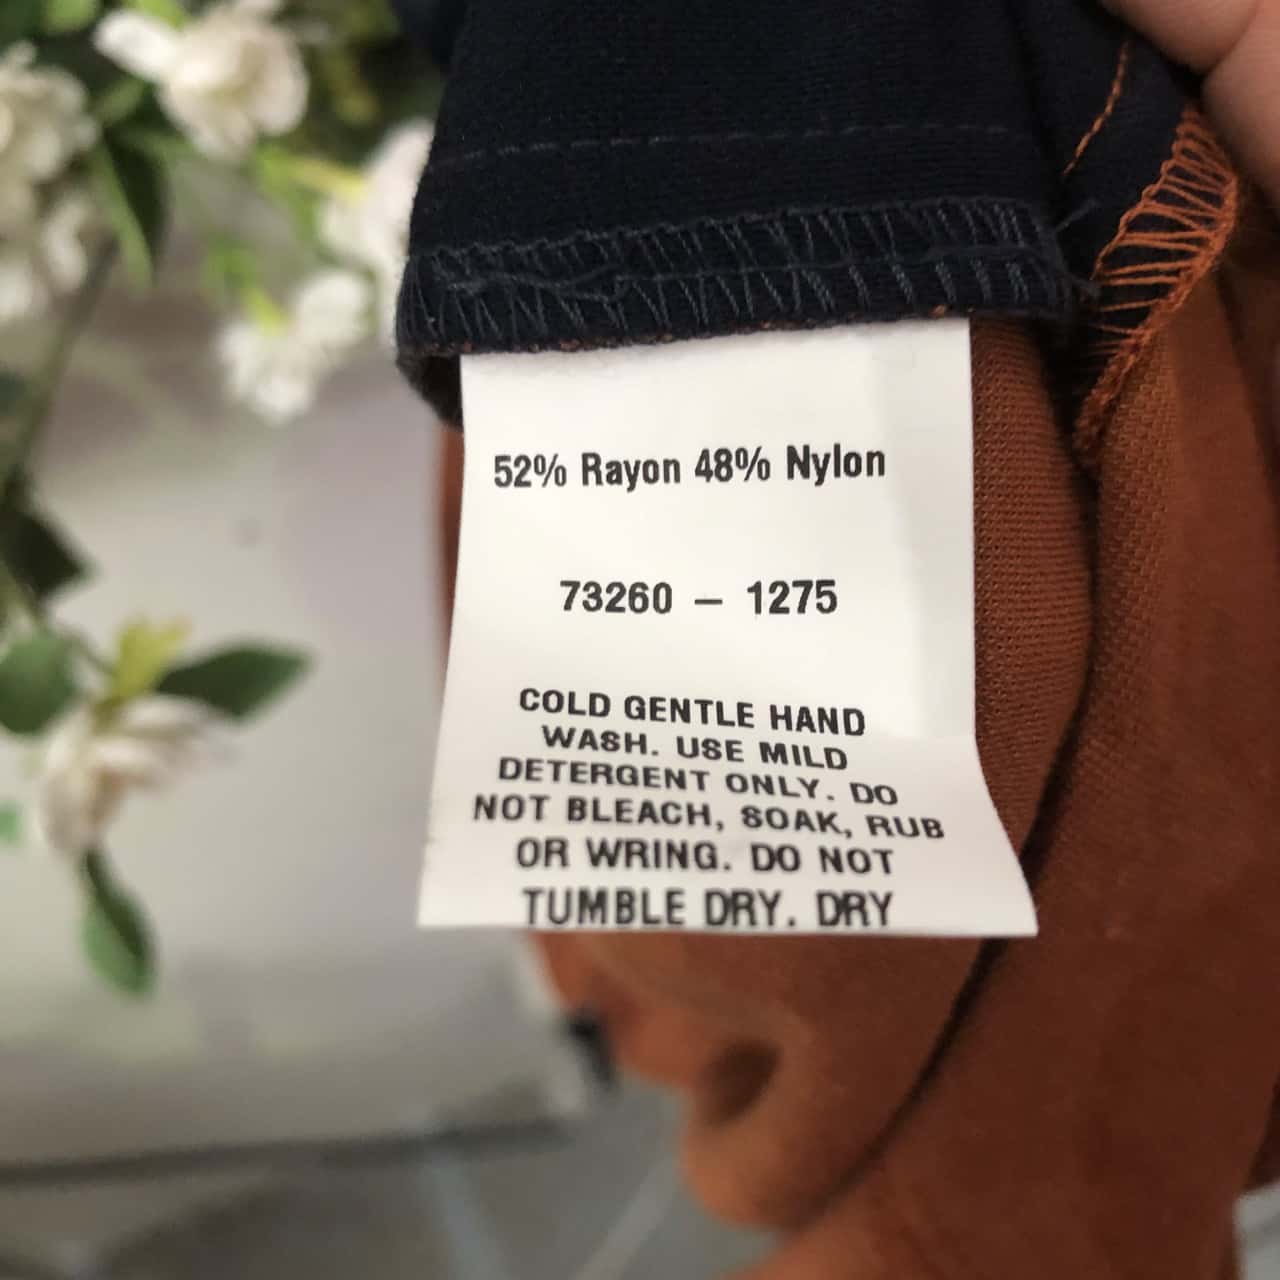 52% Rayon 48% Nylon
73260 – 1275
COLD GENTLE HAND
WASH. USE MILD
DETERGENT ONLY. DO
NOT BLEACH, SOAK, RUB
OR WRING. DO NOT
TUMBLE DRY. DRY